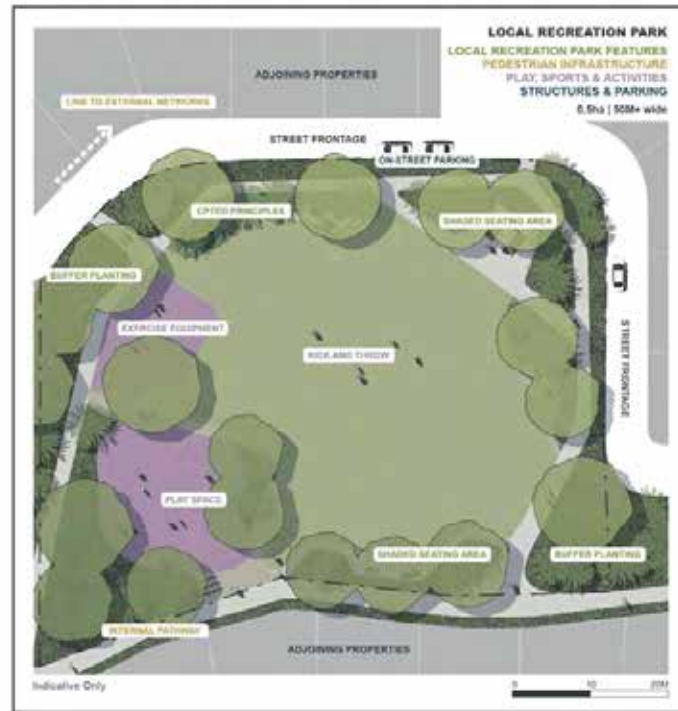 LOCAL RECREATION PARK
LOCAL RECREATION PARK FEATURES
PEDESTRIAN INFRASTRUCTURE
PLAY, SPORTS & ACTIVITIES
STRUCTURES & PARKING
0.5ha | 50M+ wide
ADJOINING PROPERTIES
LINK TO EXTERNAL NETWORKS
STREET FRONTAGE
ON-STREET PARKING
CPTED PRINCIPLES
SHADED SEATING AREA
BUFFER PLANTING
EXERCISE EQUIPMENT
KICK AND THROW
STREET FRONTAGE
PLAY SPACE
SHADED SEATING AREA
BUFFER PLANTING
INTERNAL PATHWAY
ADJOINING PROPERTIES
Indicative Only
0 10 20M